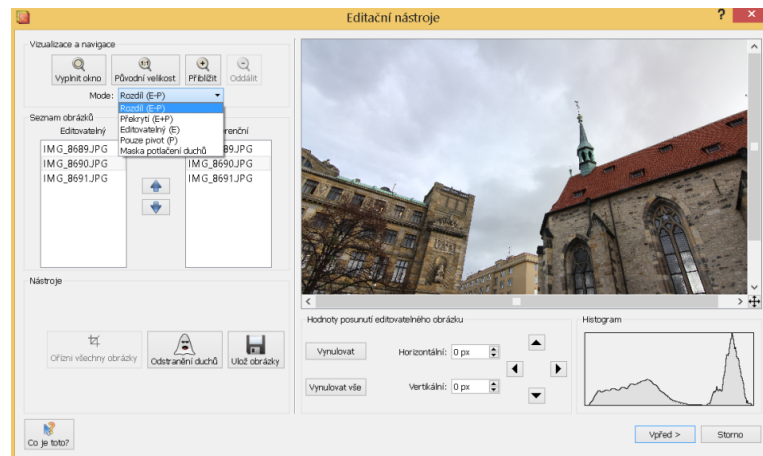 Editační nástroje
?
Vizualizace a navigace
Vyplnit okno
Původní velikost
Přiblížit
Oddálit
Mode: Rozdíl (E-P)
Rozdíl (E-P)
Překrytí (E+P)
Editovatelný (E)
Pouze pivot (P)
Maska potlačení duchů
Seznam obrázků
Editovatelný
erenční
IMG_8689.JPG
IMG_8690.JPG
IMG_8691.JPG
IMG_8689.JPG
IMG_8690.JPG
IMG_8691.JPG
Nástroje
Ořízni všechny obrázky
Odstranění duchů
Ulož obrázky
Hodnoty posunutí editovatelného obrázku
Vynulovat
Horizontální: 0 px
Vynulovat vše
Vertikální: 0 px
Histogram
Co je toto?
Vpřed >
Storno